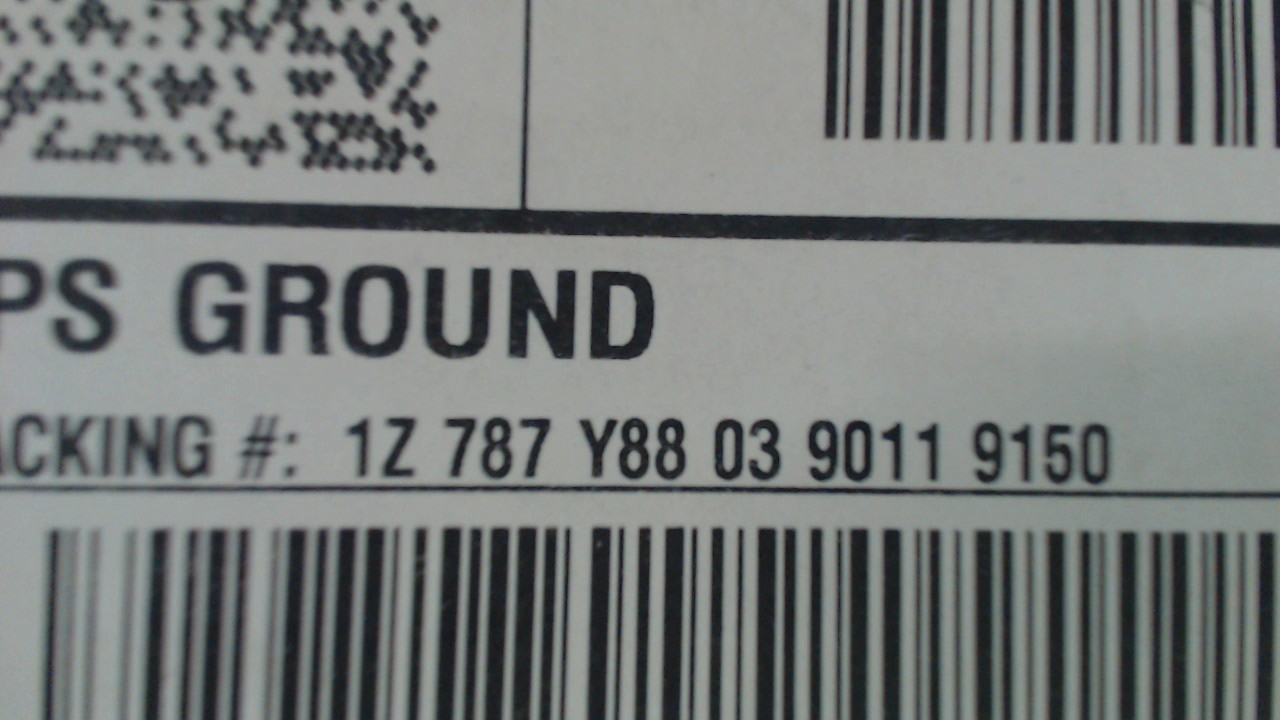 PS GROUND
ACKING #: 1Z 787 Y88 03 9011 9150